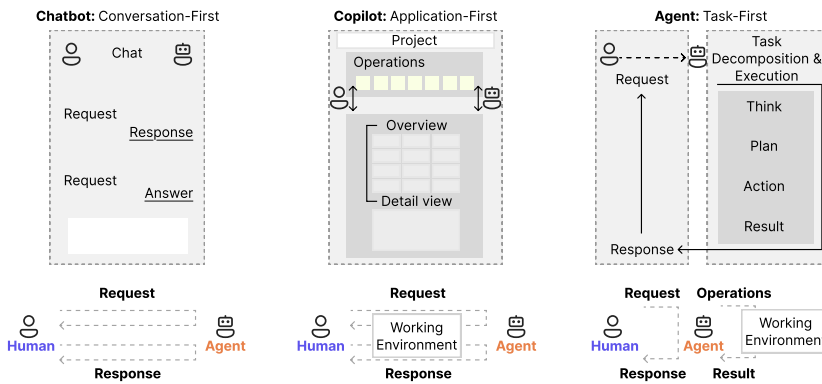 Chatbot: Conversation-First
Chat
Request
Response
Request
Answer
Request
Human
Agent
Response
Copilot: Application-First
Project
Operations
Overview
Detail view
Request
Working
Environment
Human
Agent
Response
Agent: Task-First
Request
Response
Task
Decomposition &
Execution
Think
Plan
Action
Result
Request
Operations
Working
Environment
Human
Agent
Response
Result